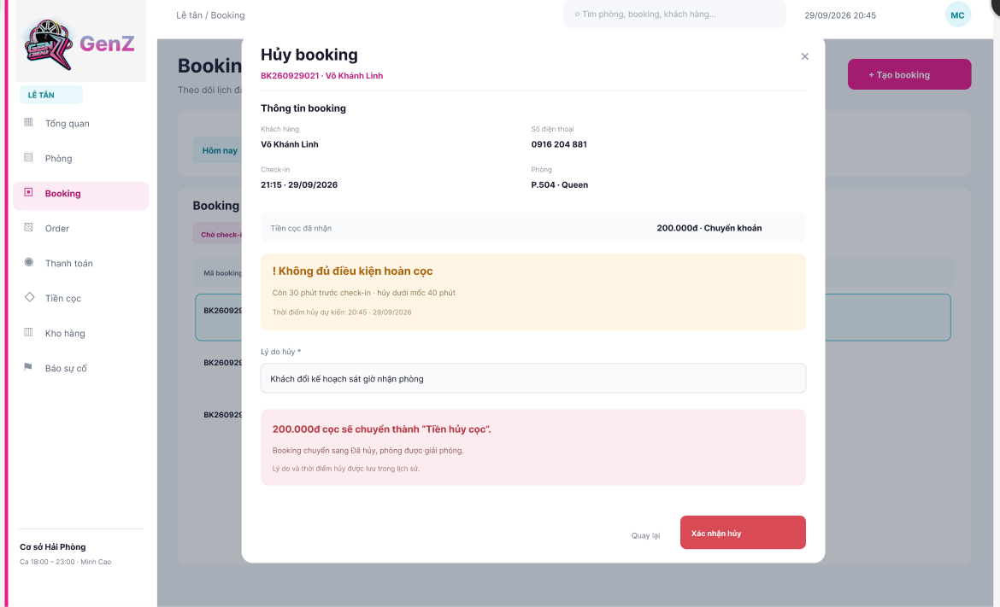 GEN Z
CINEMA
GenZ
LỄ TÂN
Tổng quan
Phòng
Booking
Order
Thanh toán
Tiền cọc
Kho hàng
Báo sự cố
Cơ sở Hải Phòng
Ca 18:00 – 23:00 · Minh Cao
Lễ tân / Booking
Tìm phòng, booking, khách hàng...
29/09/2026 20:45
MC
Bookin
Theo dõi lịch đ
+ Tạo booking
Hôm nay
Booking
Chờ check-i
Mã booking
BK260929
BK260929
BK260929
Hủy booking
BK260929021 · Võ Khánh Linh
Thông tin booking
Khách hàng
Số điện thoại
Võ Khánh Linh
0916 204 881
Check-in
Phòng
21:15 · 29/09/2026
P.504 · Queen
Tiền cọc đã nhận
200.000đ · Chuyển khoản
! Không đủ điều kiện hoàn cọc
Còn 30 phút trước check-in · hủy dưới mốc 40 phút
Thời điểm hủy dự kiến: 20:45 · 29/09/2026
Lý do hủy *
Khách đổi kế hoạch sát giờ nhận phòng
200.000đ cọc sẽ chuyển thành “Tiền hủy cọc”.
Booking chuyển sang Đã hủy, phòng được giải phóng.
Lý do và thời điểm hủy được lưu trong lịch sử.
Quay lại
Xác nhận hủy